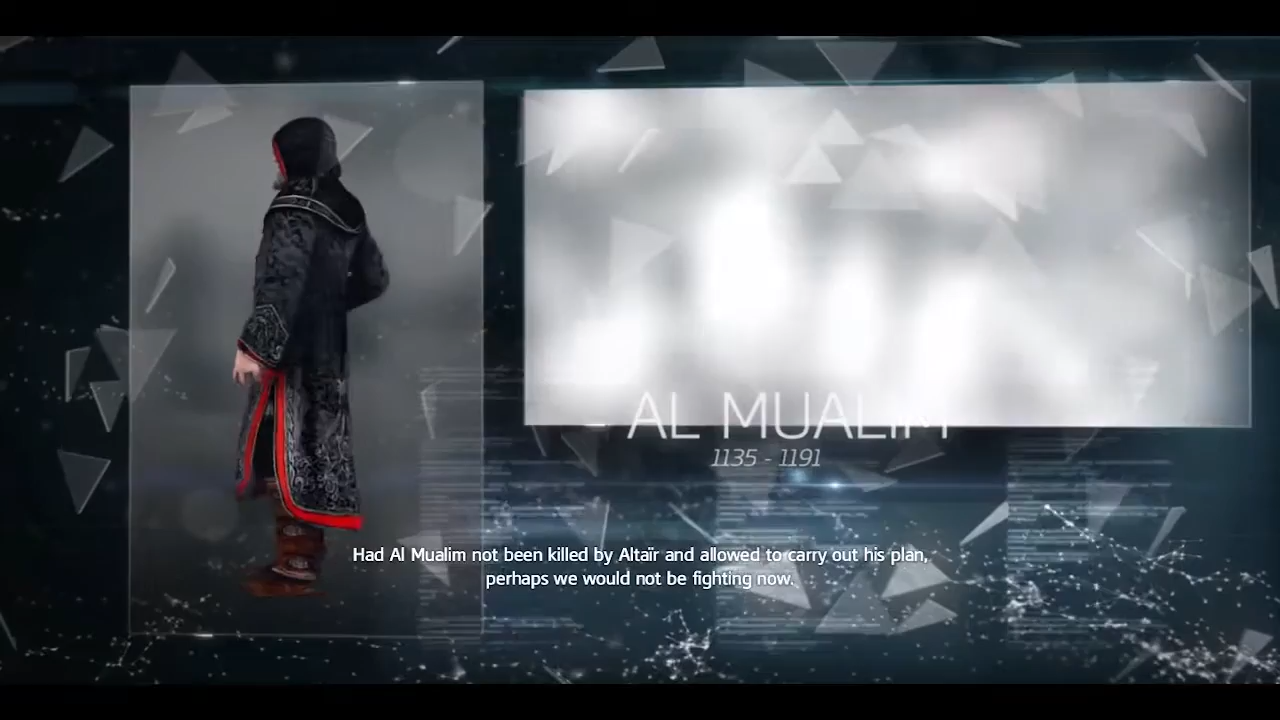 AL MUALIM
1135 - 1191
Had Al Mualim not been killed by Altaïr and allowed to carry out his plan,
perhaps we would not be fighting now.